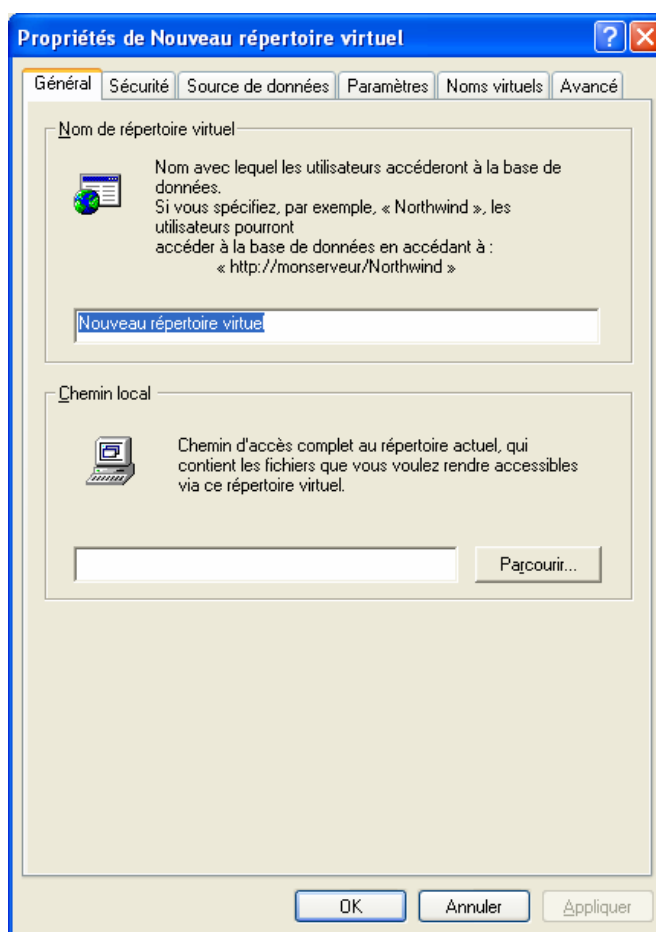 Propriétés de Nouveau répertoire virtuel
Général Sécurité Source de données Paramètres Noms virtuels Avancé
Nom de répertoire virtuel
Nom avec lequel les utilisateurs accéderont à la base de
données.
Si vous spécifiez, par exemple, « Northwind », les
utilisateurs pourront
accéder à la base de données en accédant à :
« http://monserveur/Northwind »
Nouveau répertoire virtuel
Chemin local
Chemin d'accès complet au répertoire actuel, qui
contient les fichiers que vous voulez rendre accessibles
via ce répertoire virtuel.
Parcourir...
OK Annuler Appliquer